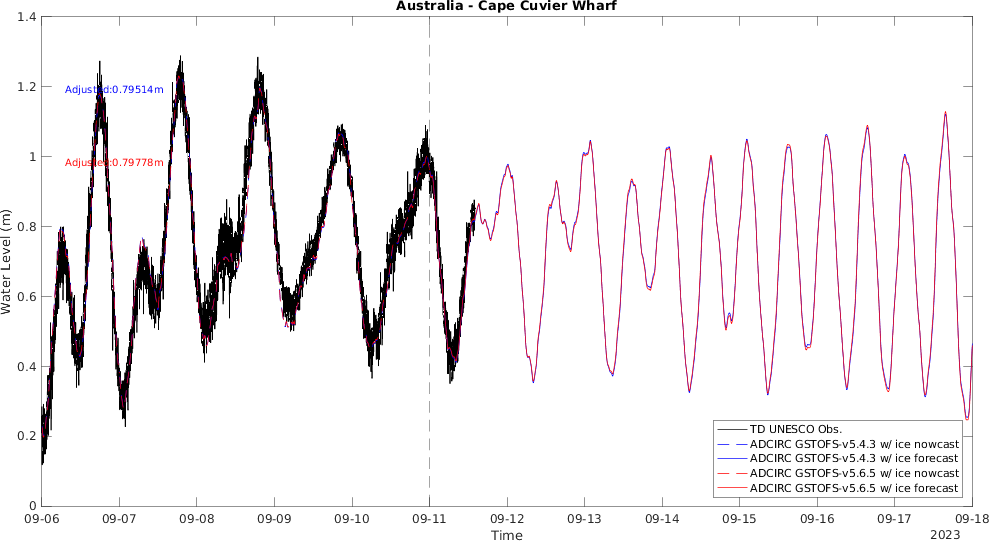 Australia - Cape Cuvier Wharf
1.4
1.2
1
0.8
0.6
0.4
0.2
0
Water Level (m)
Adjusted:0.79514m
Adjusted:0.79778m
TD UNESCO Obs.
ADCIRC GSTOFS-v5.4.3 w/ ice nowcast
ADCIRC GSTOFS-v5.4.3 w/ ice forecast
ADCIRC GSTOFS-v5.6.5 w/ ice nowcast
ADCIRC GSTOFS-v5.6.5 w/ ice forecast
09-06 09-07 09-08 09-09 09-10 09-11 09-12 09-13 09-14 09-15 09-16 09-17 09-18
Time
2023